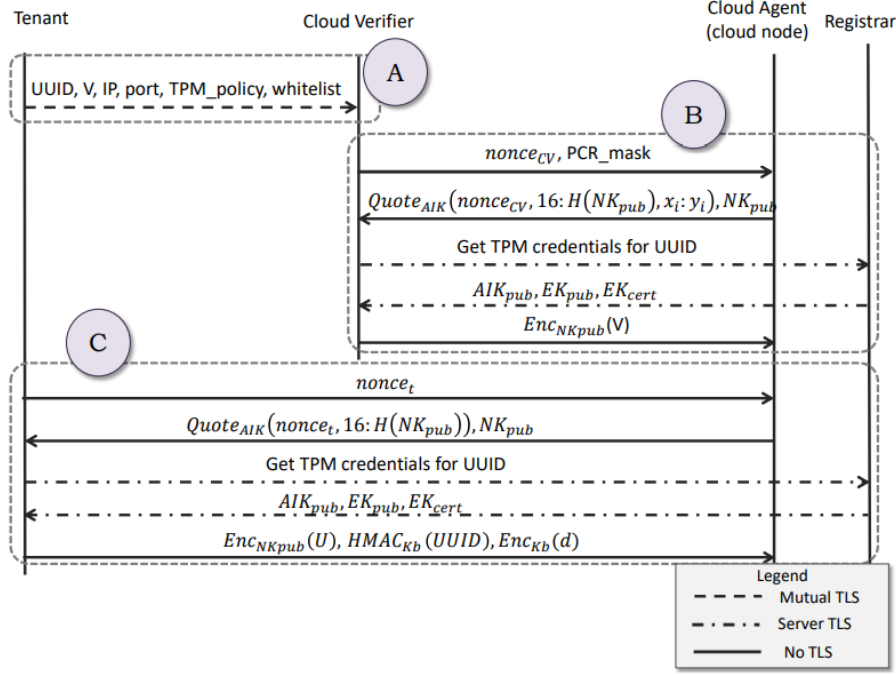 Tenant
Cloud Verifier
Cloud Agent
(cloud node)
Registrar
A
UUID, V, IP, port, TPM_policy, whitelist
B
nonce_CV, PCR_mask
Quote_AIK(nonce_CV, 16: H(NK_pub), x_i: y_i), NK_pub
Get TPM credentials for UUID
AIK_pub, EK_pub, EK_cert
Enc_NKpub(V)
C
nonce_t
Quote_AIK(nonce_t, 16: H(NK_pub)), NK_pub
Get TPM credentials for UUID
AIK_pub, EK_pub, EK_cert
Enc_NKpub(U), HMAC_Kb(UUID), Enc_Kb(d)
Legend
Mutual TLS
Server TLS
No TLS